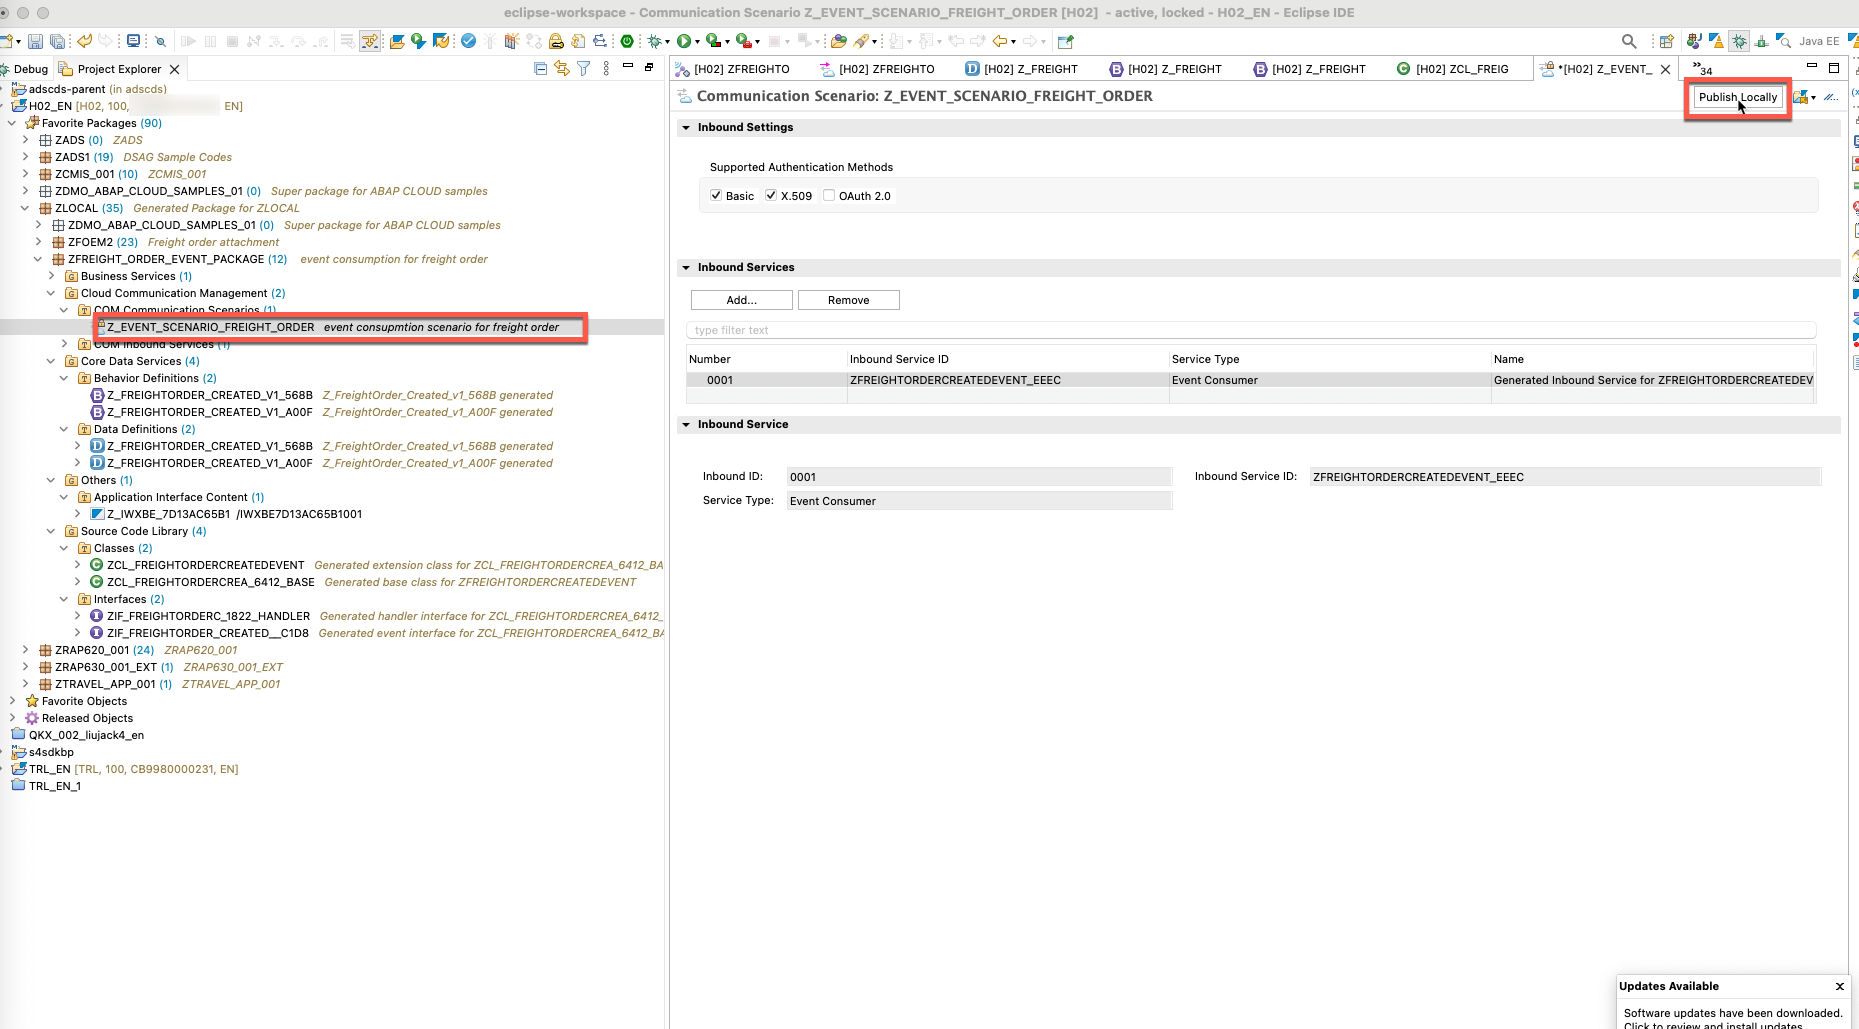 eclipse-workspace - Communication Scenario Z_EVENT_SCENARIO_FREIGHT_ORDER [H02] - active, locked - H02_EN - Eclipse IDE
Java EE
Debug
Project Explorer
adscds-parent (in adscds)
H02_EN [H02, 100, EN]
Favorite Packages (90)
ZADS (0) ZADS
ZADS1 (19) DSAG Sample Codes
ZCMIS_001 (10) ZCMIS_001
ZDMO_ABAP_CLOUD_SAMPLES_01 (0) Super package for ABAP CLOUD samples
ZLOCAL (35) Generated Package for ZLOCAL
ZDMO_ABAP_CLOUD_SAMPLES_01 (0) Super package for ABAP CLOUD samples
ZFOEM2 (23) Freight order attachment
ZFREIGHT_ORDER_EVENT_PACKAGE (12) event consumption for freight order
Business Services (1)
Cloud Communication Management (2)
COM Communication Scenarios (1)
Z_EVENT_SCENARIO_FREIGHT_ORDER event consupmtion scenario for freight order
COM Inbound Services (1)
Core Data Services (4)
Behavior Definitions (2)
Z_FREIGHTORDER_CREATED_V1_568B Z_FreightOrder_Created_v1_568B generated
Z_FREIGHTORDER_CREATED_V1_A00F Z_FreightOrder_Created_v1_A00F generated
Data Definitions (2)
Z_FREIGHTORDER_CREATED_V1_568B Z_FreightOrder_Created_v1_568B generated
Z_FREIGHTORDER_CREATED_V1_A00F Z_FreightOrder_Created_v1_A00F generated
Others (1)
Application Interface Content (1)
Z_IWXBE_7D13AC65B1 /IWXBE7D13AC65B1001
Source Code Library (4)
Classes (2)
ZCL_FREIGHTORDERCREATEDEVENT Generated extension class for ZCL_FREIGHTORDERCREA_6412_BA
ZCL_FREIGHTORDERCREA_6412_BASE Generated base class for ZFREIGHTORDERCREATEDEVENT
Interfaces (2)
ZIF_FREIGHTORDERC_1822_HANDLER Generated handler interface for ZCL_FREIGHTORDERCREA_6412_
ZIF_FREIGHTORDER_CREATED__C1D8 Generated event interface for ZCL_FREIGHTORDERCREA_6412_BA
ZRAP620_001 (24) ZRAP620_001
ZRAP630_001_EXT (1) ZRAP630_001_EXT
ZTRAVEL_APP_001 (1) ZTRAVEL_APP_001
Favorite Objects
Released Objects
QKX_002_liujack4_en
s4sdkbp
TRL_EN [TRL, 100, CB9980000231, EN]
TRL_EN_1
[H02] ZFREIGHTO
[H02] ZFREIGHTO
[H02] Z_FREIGHT
[H02] Z_FREIGHT
[H02] Z_FREIGHT
[H02] ZCL_FREIG
*[H02] Z_EVENT_
34
Communication Scenario: Z_EVENT_SCENARIO_FREIGHT_ORDER
Publish Locally
Inbound Settings
Supported Authentication Methods
Basic X.509 OAuth 2.0
Inbound Services
Add... Remove
type filter text
Number Inbound Service ID Service Type Name
0001 ZFREIGHTORDERCREATEDEVENT_EEEC Event Consumer Generated Inbound Service for ZFREIGHTORDERCREATEDEV
Inbound Service
Inbound ID: 0001 Inbound Service ID: ZFREIGHTORDERCREATEDEVENT_EEEC
Service Type: Event Consumer
Updates Available
Software updates have been downloaded.
Click to review and install updates.